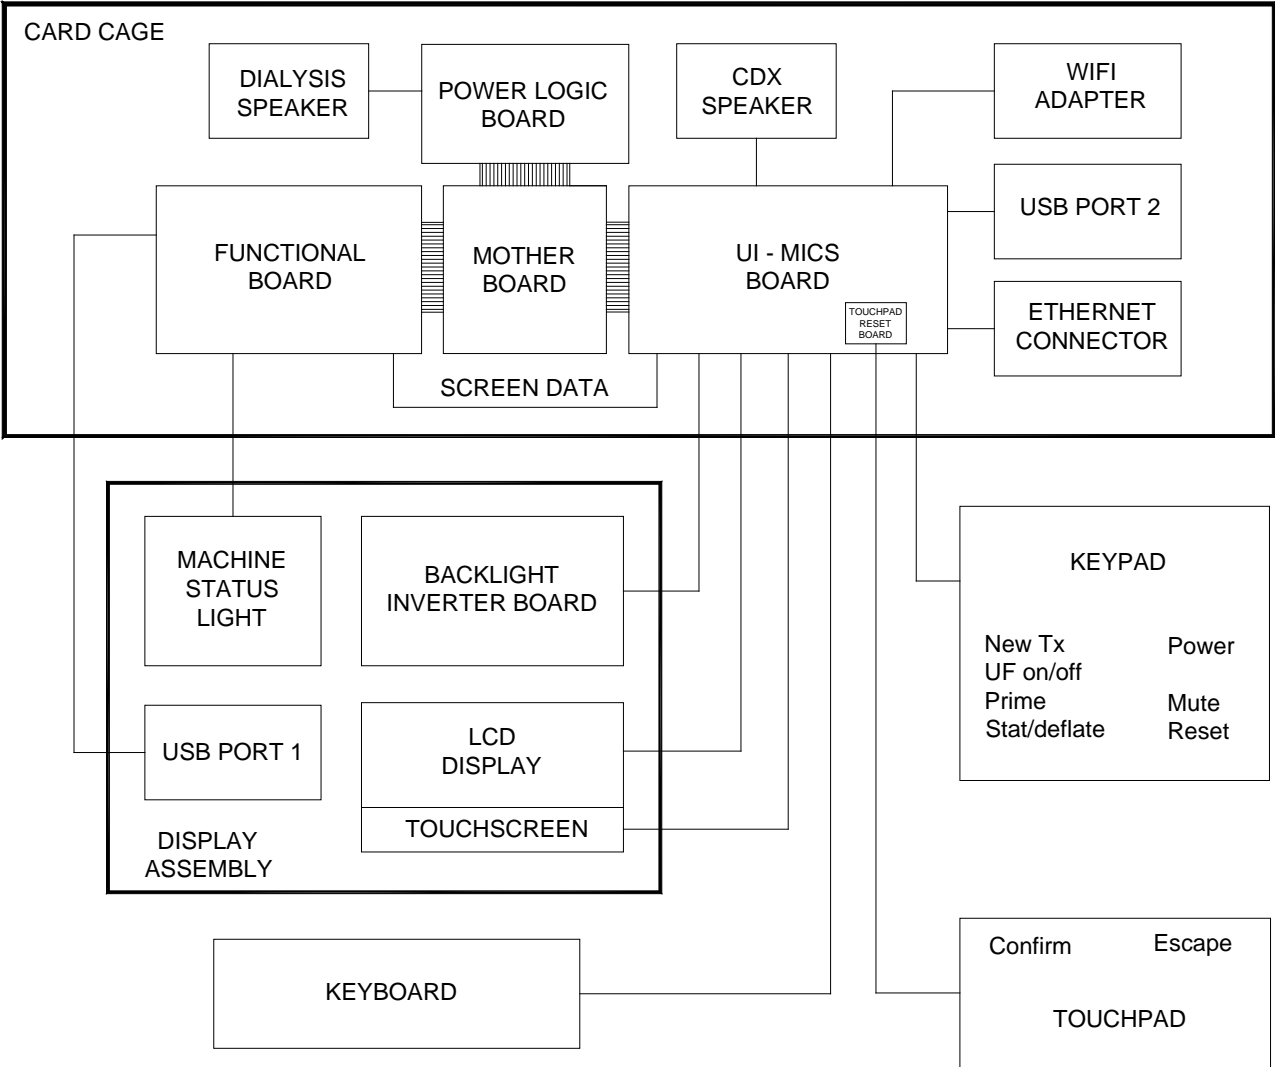 CARD CAGE
DIALYSIS
SPEAKER
POWER LOGIC
BOARD
CDX
SPEAKER
WIFI
ADAPTER
FUNCTIONAL
BOARD
MOTHER
BOARD
UI - MICS
BOARD
TOUCHPAD
RESET
BOARD
USB PORT 2
ETHERNET
CONNECTOR
SCREEN DATA
MACHINE
STATUS
LIGHT
BACKLIGHT
INVERTER BOARD
USB PORT 1
LCD
DISPLAY
TOUCHSCREEN
DISPLAY
ASSEMBLY
KEYPAD
New Tx
UF on/off
Prime
Stat/deflate
Power
Mute
Reset
KEYBOARD
Confirm
Escape
TOUCHPAD